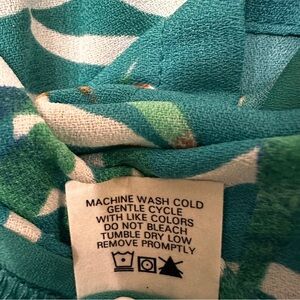 MACHINE WASH COLD
GENTLE CYCLE
WITH LIKE COLORS
DO NOT BLEACH
TUMBLE DRY LOW
REMOVE PROMPTLY